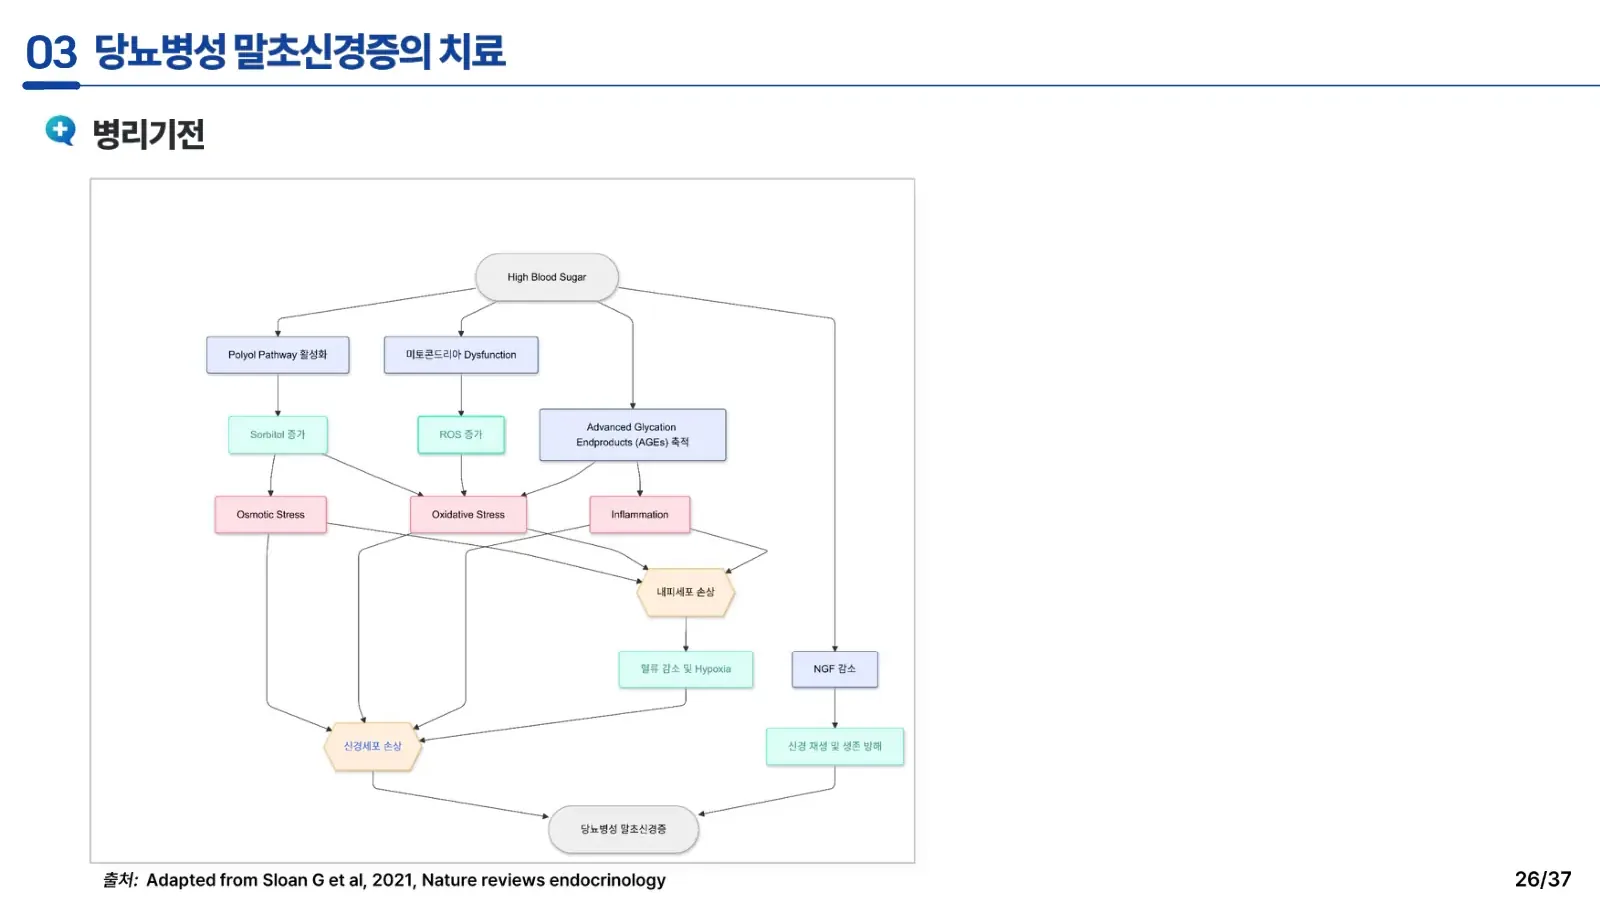 03 당뇨병성 말초신경증의 치료
병리기전
High Blood Sugar
Polyol Pathway 활성화
미토콘드리아 Dysfunction
Sorbitol 증가
ROS 증가
Advanced Glycation
Endproducts (AGEs) 축적
Osmotic Stress
Oxidative Stress
Inflammation
내피세포 손상
혈류 감소 및 Hypoxia
NGF 감소
신경세포 손상
신경 재생 및 생존 방해
당뇨병성 말초신경증
출처: Adapted from Sloan G et al, 2021, Nature reviews endocrinology
26/37